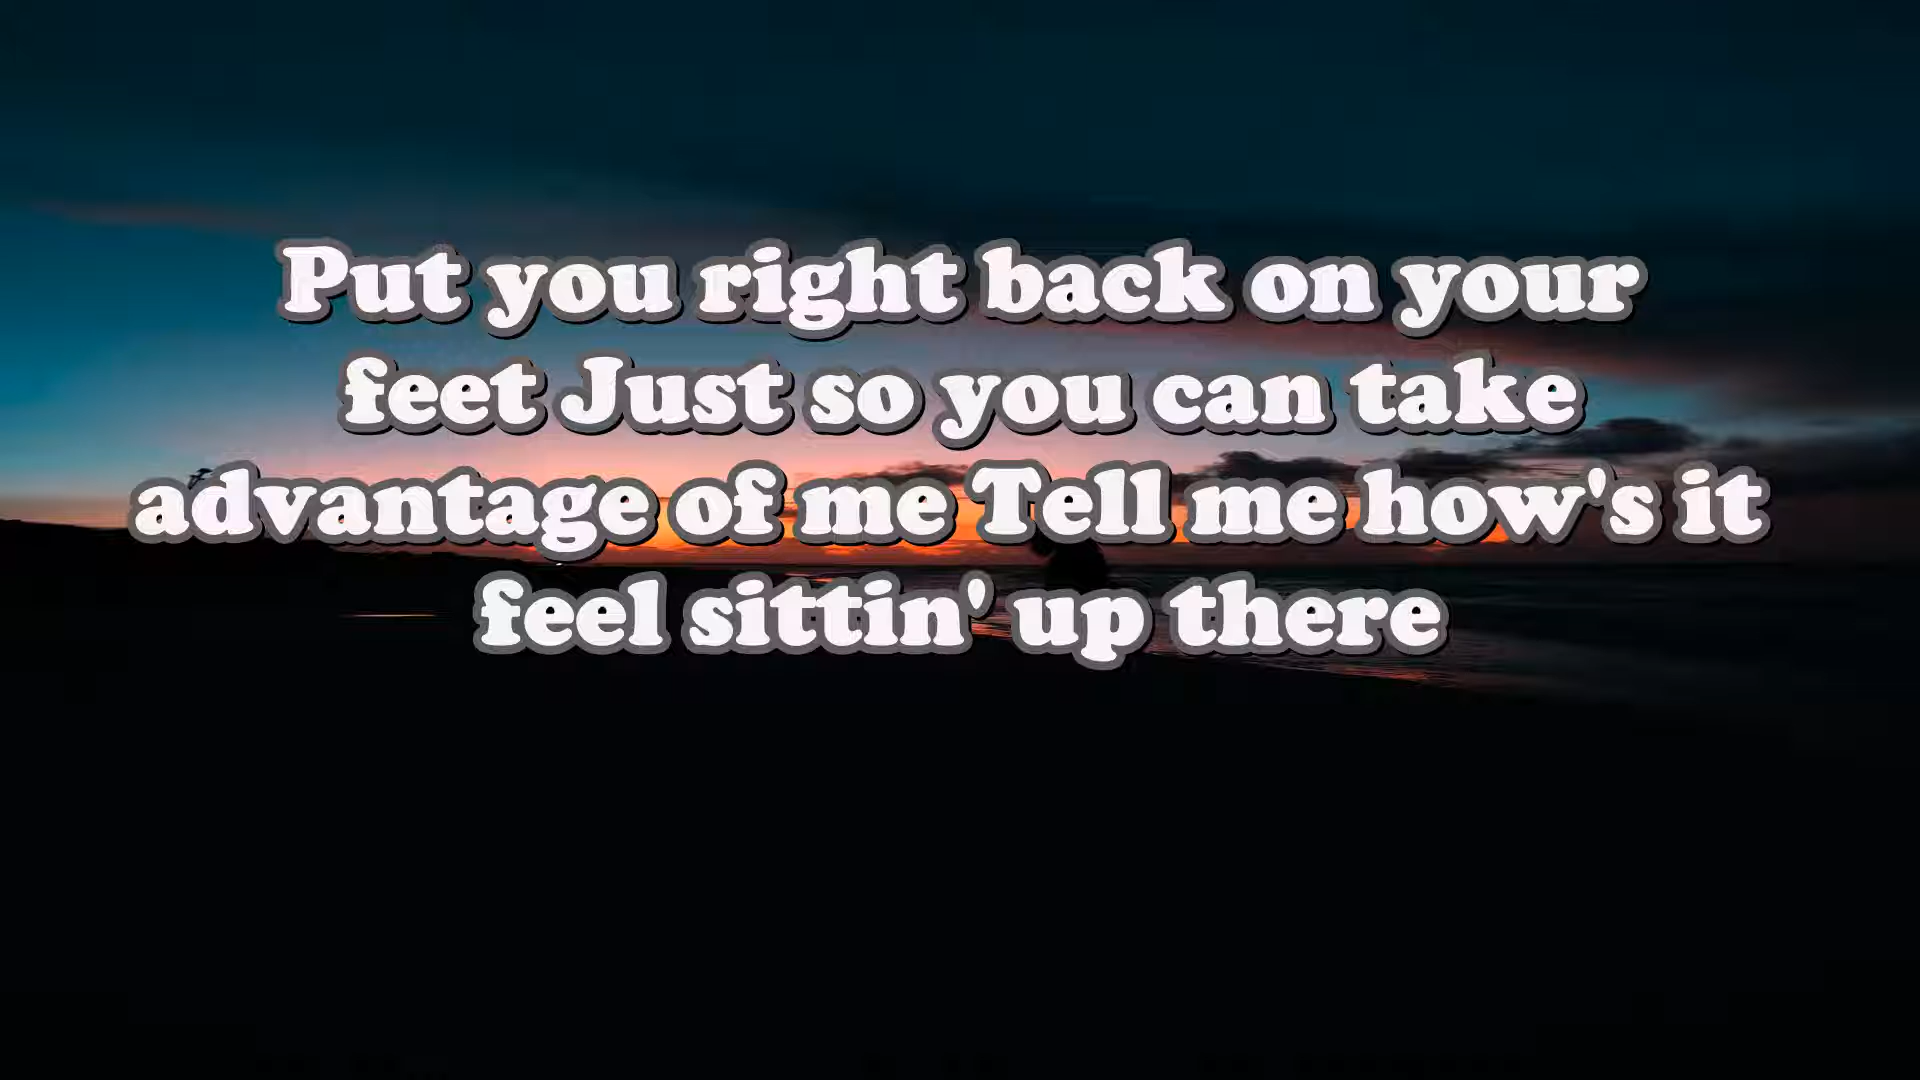 Put you right back on your
feet Just so you can take
advantage of me Tell me how's it
feel sittin' up there